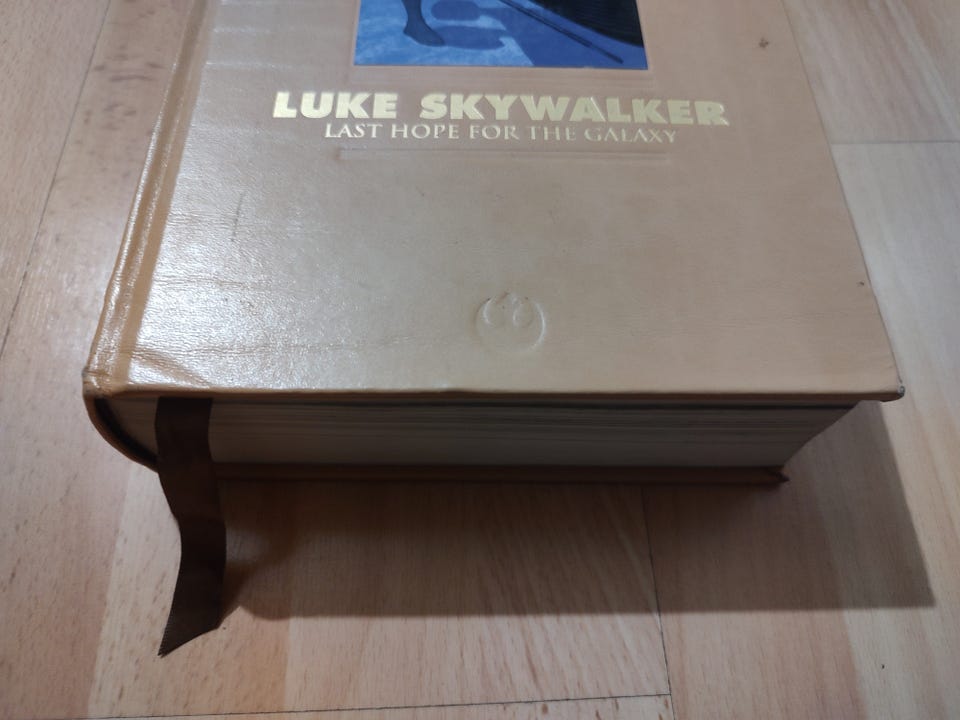 LUKE SKYWALKER
LAST HOPE FOR THE GALAXY